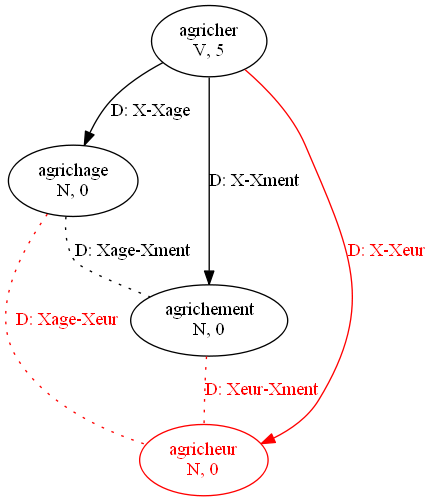 agricher
V, 5
D: X-Xage
agrichage
N, 0
D: X-Xment
D: X-Xeur
D: Xage-Xment
agrichement
N, 0
D: Xage-Xeur
D: Xeur-Xment
agricheur
N, 0